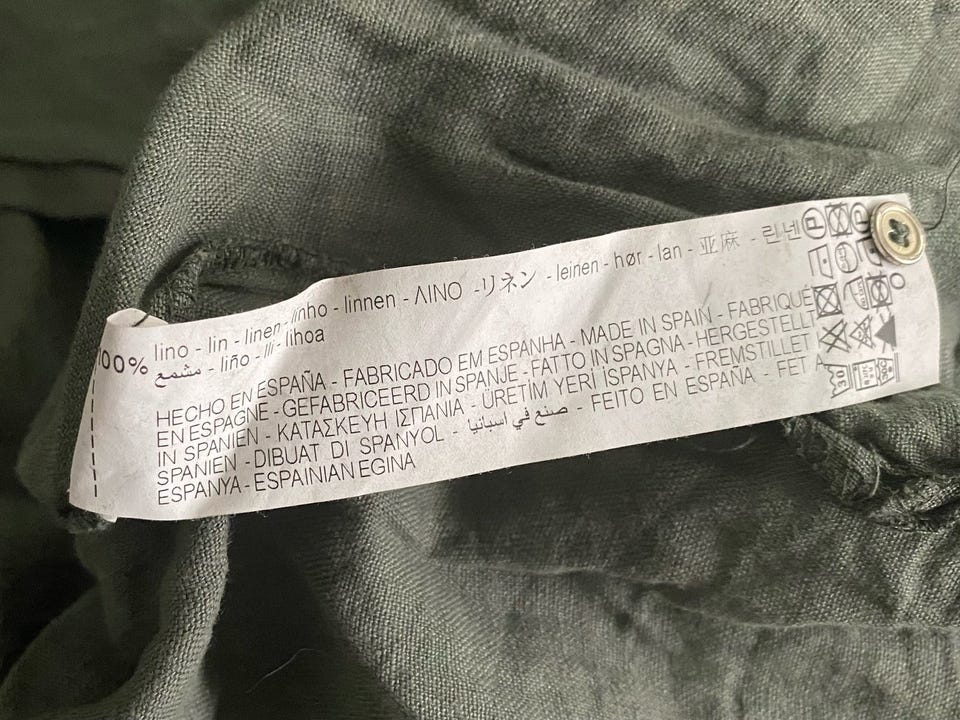 100% lino - lin - linen - linho - linnen - ΛΙΝΟ - リネン - leinen - hør - lan - 亚麻 - 린넨
مشمع - liño - lli - lihoa
HECHO EN ESPAÑA - FABRICADO EM ESPANHA - MADE IN SPAIN - FABRIQUÉ
EN ESPAGNE - GEFABRICEERD IN SPANJE - FATTO IN SPAGNA - HERGESTELLT
IN SPANIEN - ΚΑΤΑΣΚΕΥΗ ΙΣΠΑΝΙΑ - ÜRETİM YERİ İSPANYA - FREMSTILLET I
SPANIEN - DIBUAT DI SPANYOL - صنع في اسبانيا - FEITO EN ESPAÑA - FET A
ESPANYA - ESPAINIAN EGINA